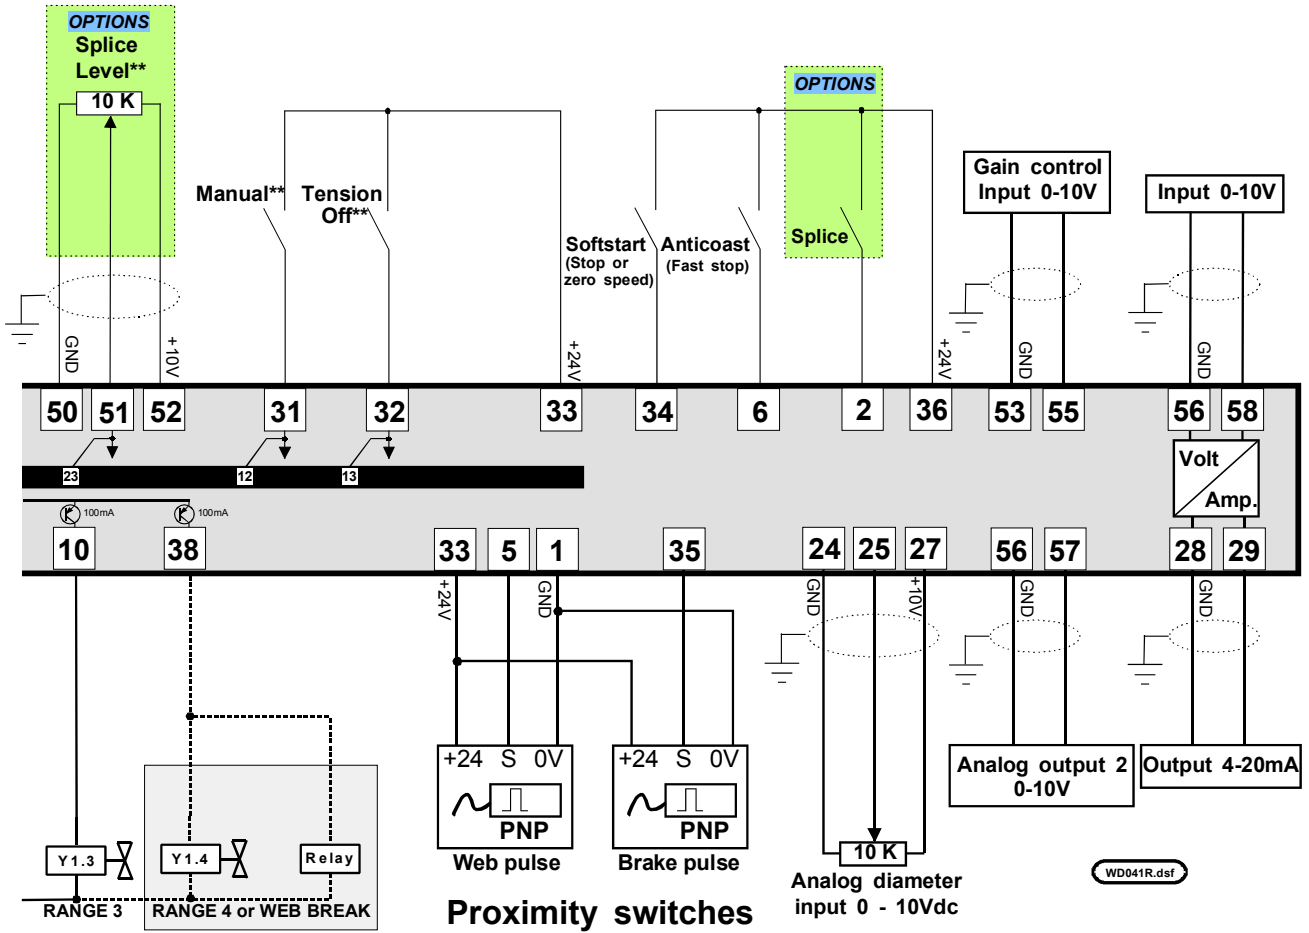 OPTIONS
Splice
Level**
10 K
OPTIONS
Manual**
Tension
Off**
Softstart
(Stop or
zero speed)
Anticoast
(Fast stop)
Splice
Gain control
Input 0-10V
Input 0-10V
GND
+10V
+24V
+24V
GND
GND
50 51 52 31 32 33 34 6 2 36 53 55 56 58
23 12 13
Volt
Amp.
100mA
100mA
10 38 33 5 1 35 24 25 27 56 57 28 29
+24V
GND
GND
+10V
GND
GND
+24 S 0V
PNP
Web pulse
+24 S 0V
PNP
Brake pulse
Proximity switches
10 K
Analog diameter
input 0 - 10Vdc
Analog output 2
0-10V
Output 4-20mA
Y1.3
RANGE 3
Y1.4
Relay
RANGE 4 or WEB BREAK
WD041R.dsf